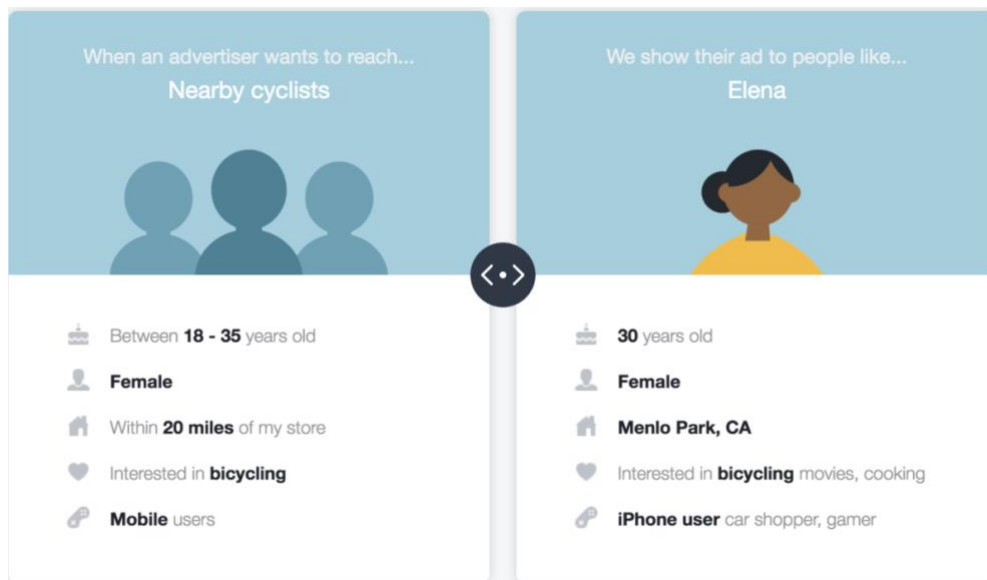 When an advertiser wants to reach...
Nearby cyclists
Between 18 - 35 years old
Female
Within 20 miles of my store
Interested in bicycling
Mobile users
We show their ad to people like...
Elena
30 years old
Female
Menlo Park, CA
Interested in bicycling movies, cooking
iPhone user car shopper, gamer